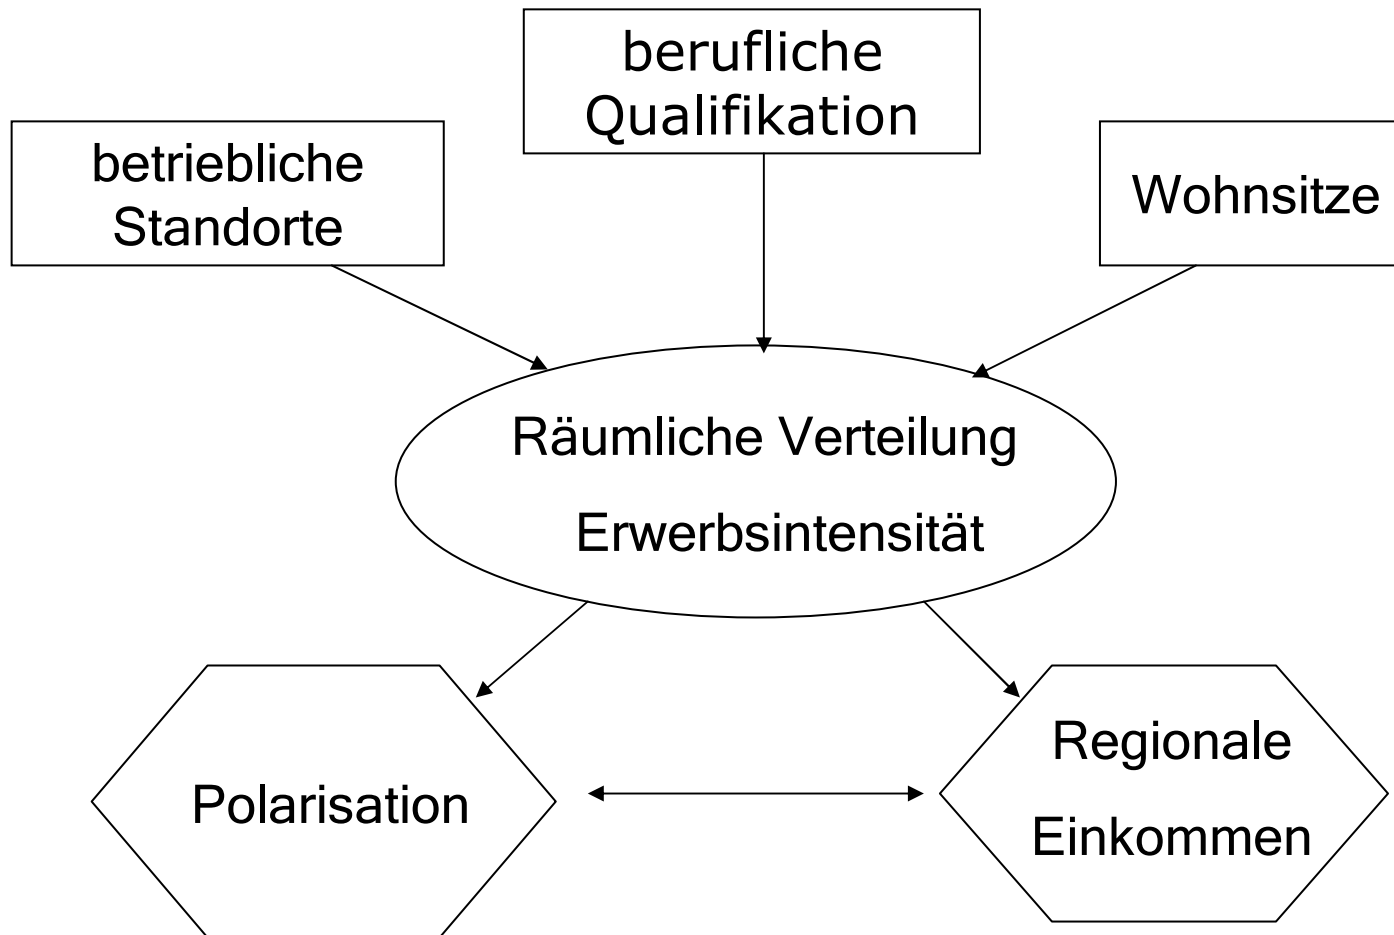 berufliche
Qualifikation
betriebliche
Standorte
Wohnsitze
Räumliche Verteilung
Erwerbsintensität
Polarisation
Regionale
Einkommen